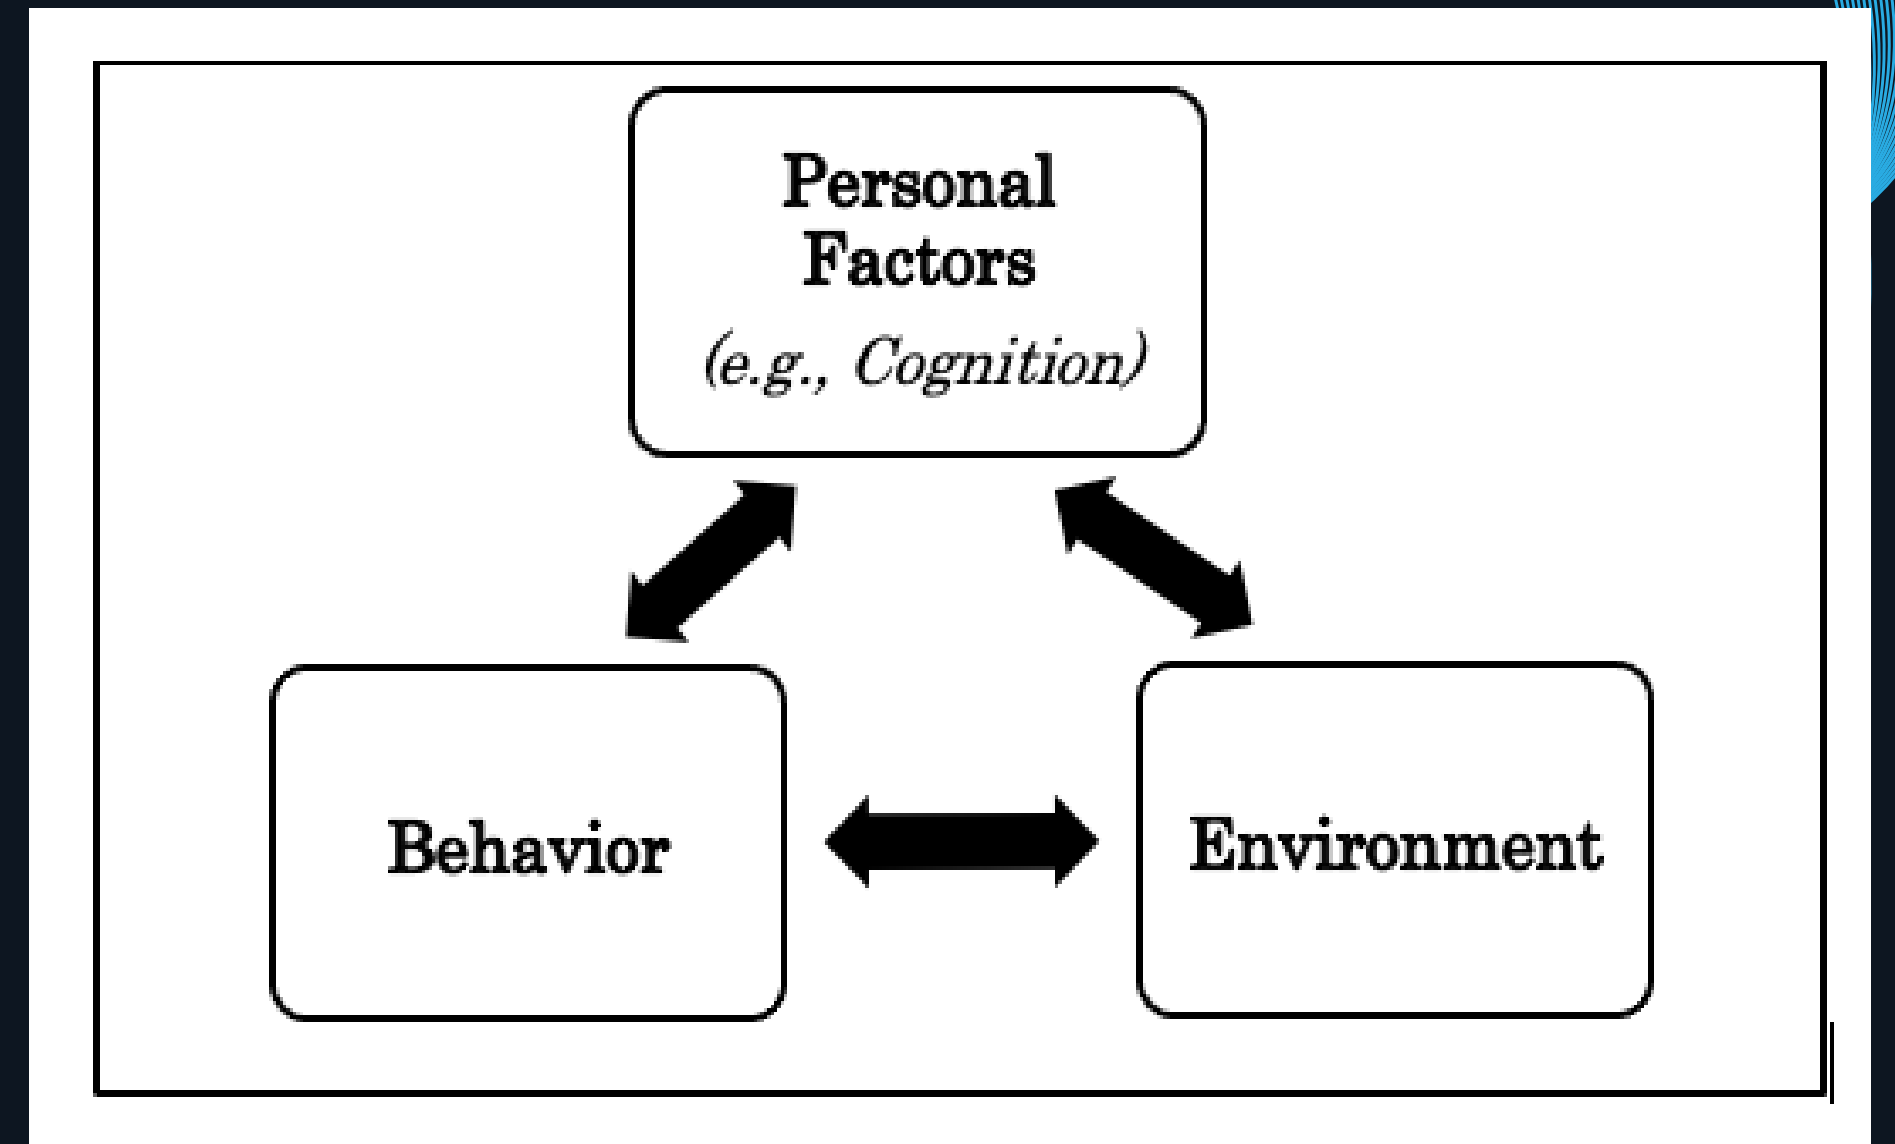 Personal
Factors
(e.g., Cognition)
Behavior
Environment